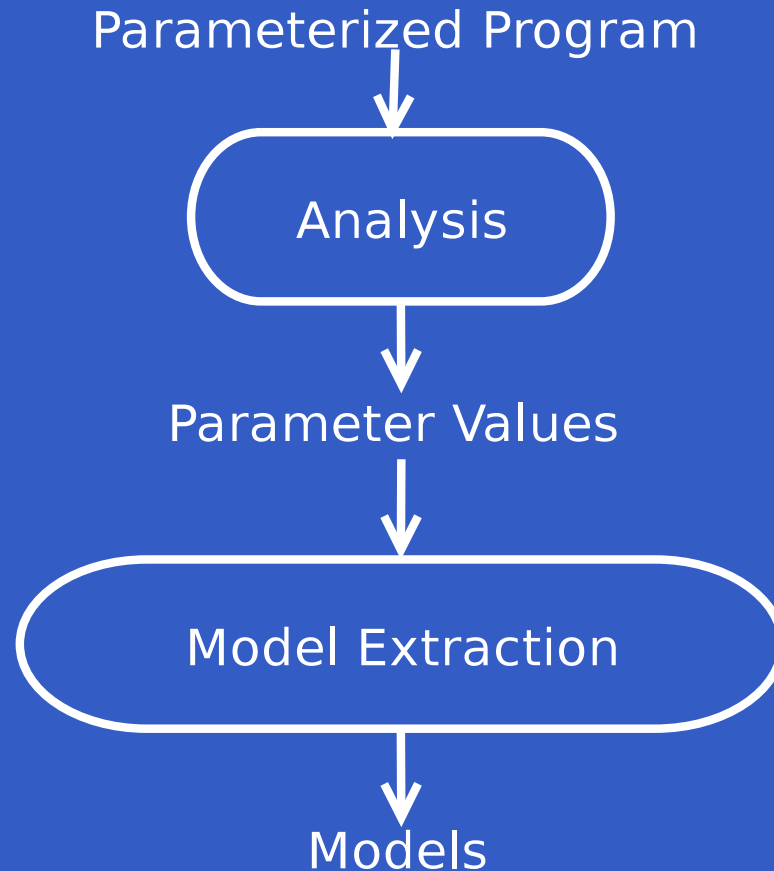 Parameterized Program
Analysis
Parameter Values
Model Extraction
Models